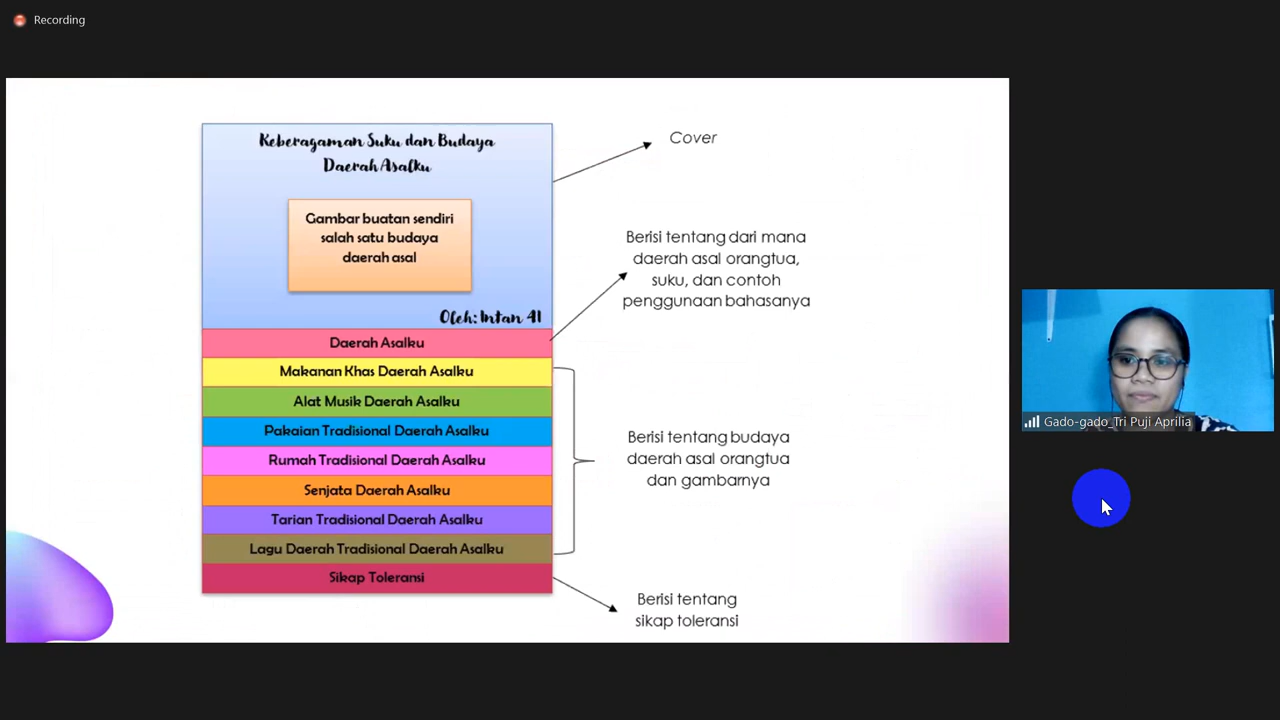 Recording
Keberagaman Suku dan Budaya
Daerah Asalku
Gambar buatan sendiri
salah satu budaya
daerah asal
Oleh: Intan 4I
Daerah Asalku
Makanan Khas Daerah Asalku
Alat Musik Daerah Asalku
Pakaian Tradisional Daerah Asalku
Rumah Tradisional Daerah Asalku
Senjata Daerah Asalku
Tarian Tradisional Daerah Asalku
Lagu Daerah Tradisional Daerah Asalku
Sikap Toleransi
Cover
Berisi tentang dari mana
daerah asal orangtua,
suku, dan contoh
penggunaan bahasanya
Berisi tentang budaya
daerah asal orangtua
dan gambarnya
Berisi tentang
sikap toleransi
Gado-gado_Tri Puji Aprilia